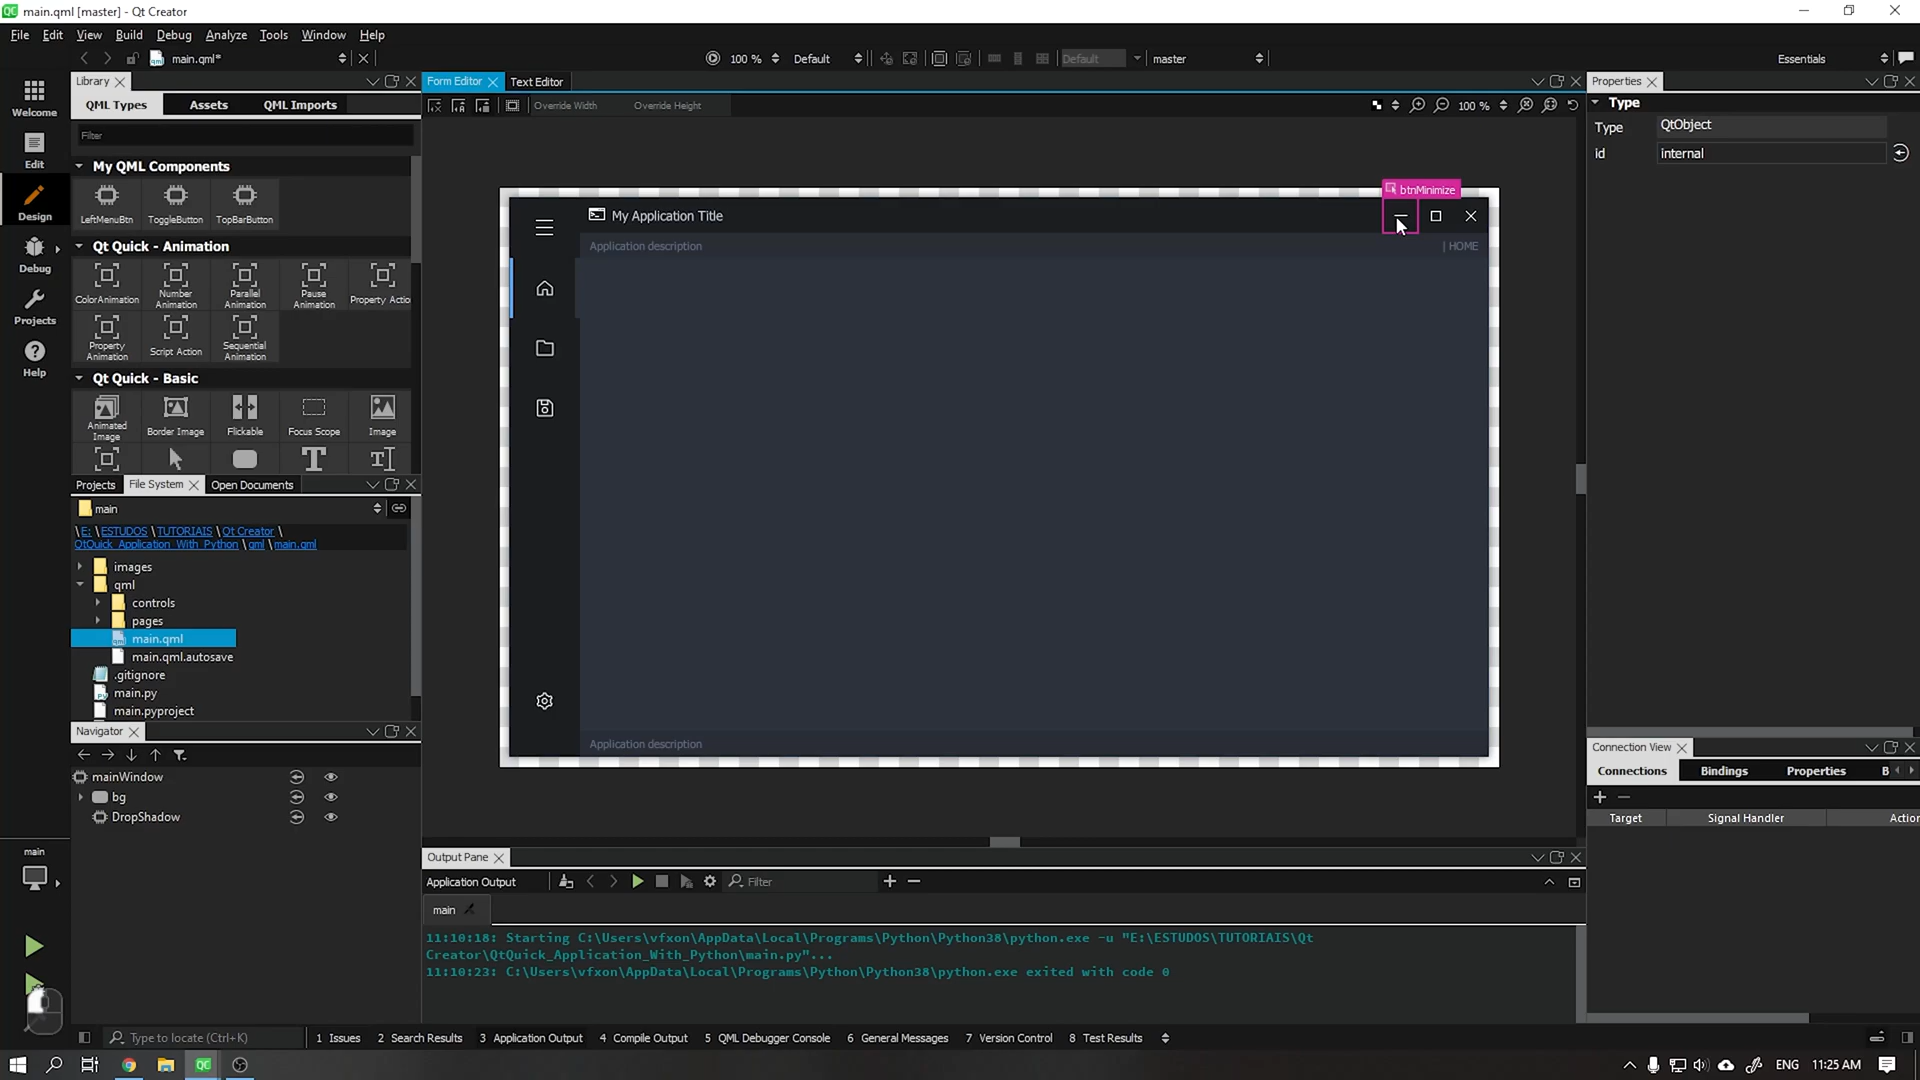 main.qml [master] - Qt Creator
File Edit View Build Debug Analyze Tools Window Help
main.qml* 100 % Default Default master Essentials
Library Form Editor Text Editor Properties
QML Types Assets QML Imports Override Width Override Height 100 % Type
Filter Type QtObject
id internal
Welcome
Edit
Design
Debug
Projects
Help
My QML Components
LeftMenuBtn ToggleButton TopBarButton
Qt Quick - Animation
ColorAnimation Number Animation Parallel Animation Pause Animation Property Actio
Property Animation Script Action Sequential Animation
Qt Quick - Basic
Animated Image Border Image Flickable Focus Scope Image
btnMinimize
My Application Title
Application description | HOME
Application description
Projects File System Open Documents
main
\E: \ESTUDOS \TUTORIAIS \Qt Creator \
QtQuick_Application_With_Python \qml \main.qml
images
qml
controls
pages
main.qml
main.qml.autosave
.gitignore
main.py
main.pyproject
Navigator
mainWindow
bg
DropShadow
Connection View
Connections Bindings Properties B
Target Signal Handler Action
main
Output Pane
Application Output Filter
main
11:10:18: Starting C:\Users\vfxon\AppData\Local\Programs\Python\Python38\python.exe -u "E:\ESTUDOS\TUTORIAIS\Qt
Creator\QtQuick_Application_With_Python\main.py"...
11:10:23: C:\Users\vfxon\AppData\Local\Programs\Python\Python38\python.exe exited with code 0
Type to locate (Ctrl+K) 1 Issues 2 Search Results 3 Application Output 4 Compile Output 5 QML Debugger Console 6 General Messages 7 Version Control 8 Test Results
ENG 11:25 AM